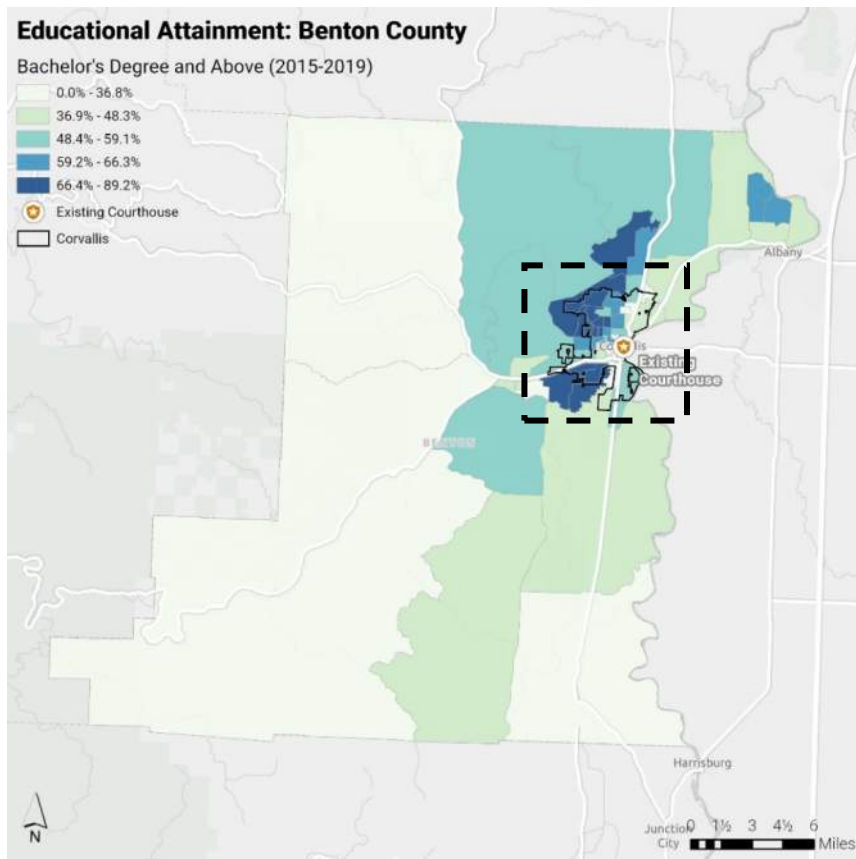 Educational Attainment: Benton County
Bachelor's Degree and Above (2015-2019)
0.0% - 36.8%
36.9% - 48.3%
48.4% - 59.1%
59.2% - 66.3%
66.4% - 89.2%
Existing Courthouse
Corvallis
Albany
Existing
Courthouse
BENTON
Harrisburg
Junction
City
0 1½ 3 4½ 6
Miles
N